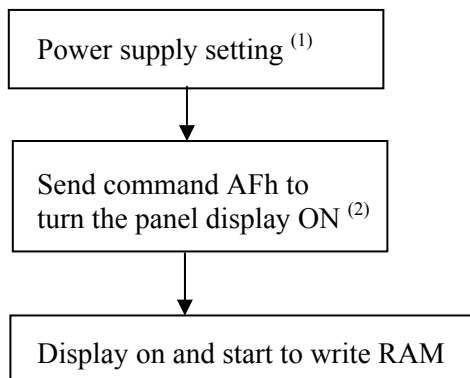 Power supply setting (1)
Send command AFh to
turn the panel display ON (2)
Display on and start to write RAM